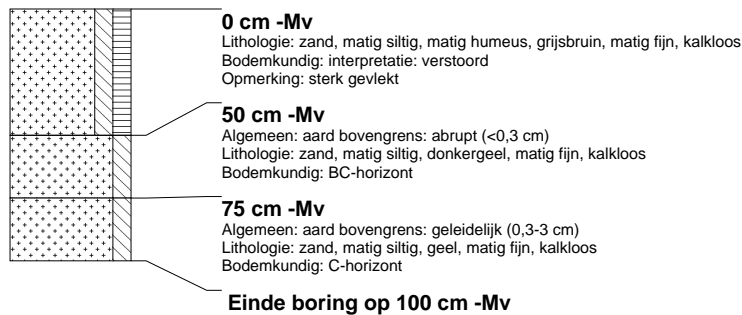 0 cm -Mv
Lithologie: zand, matig siltig, matig humeus, grijsbruin, matig fijn, kalkloos
Bodemkundig: interpretatie: verstoord
Opmerking: sterk gevlekt
50 cm -Mv
Algemeen: aard bovengrens: abrupt (<0,3 cm)
Lithologie: zand, matig siltig, donkergeel, matig fijn, kalkloos
Bodemkundig: BC-horizont
75 cm -Mv
Algemeen: aard bovengrens: geleidelijk (0,3-3 cm)
Lithologie: zand, matig siltig, geel, matig fijn, kalkloos
Bodemkundig: C-horizont
Einde boring op 100 cm -Mv